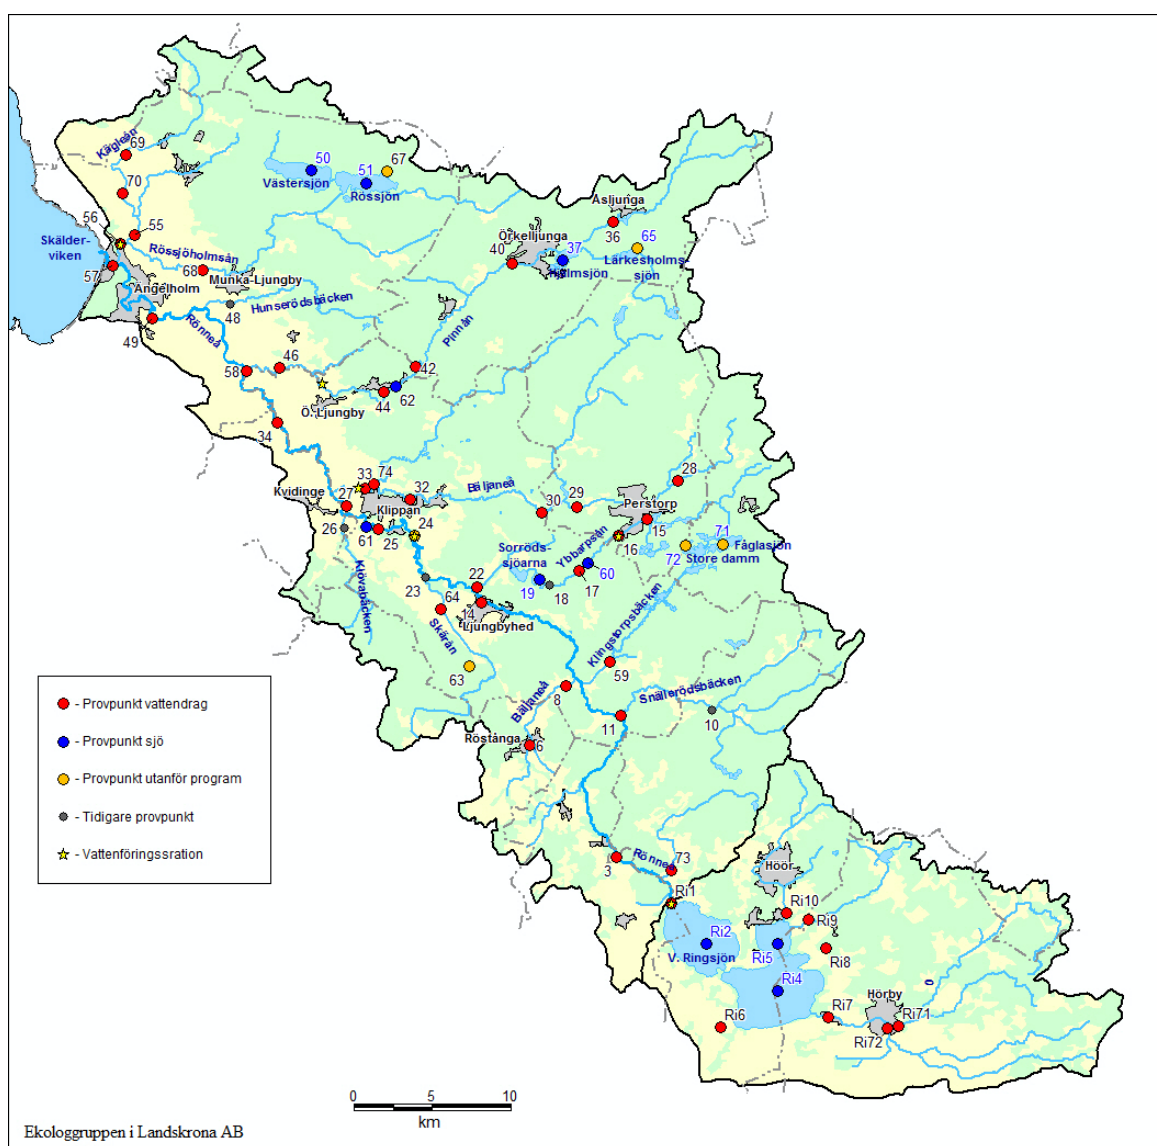 Kägleån
69
50
51
67
Västersjön
Rössjön
70
56
55
Skälder-
viken
Rössjöholmsån
57
68
Munka-Ljungby
Ängelholm
48
Hunserödsbäcken
49
Rönneå
Åsljunga
36
65
Örkelljunga
40
37
Hjälmsjön
Lärkesholms
sjön
Pinnån
58
46
42
44
62
Ö. Ljungby
34
33
74
32
Kvidinge
27
Klippan
24
26
61
25
Bäljaneå
30
29
28
Perstorp
15
16
71
Fåglasjön
72
Store damm
Ybbarpsån
Sorröds-
sjöarna
60
19
18
17
Klövabäcken
23
22
64
14
Ljungbyhed
Skärån
63
Klingstorpsbäcken
59
Snällerödsbäcken
10
8
Bäljaneå
11
Röstånga
6
3
Rönneå
73
Ri1
Höör
Ri10
Ri9
Ri2
V. Ringsjön
Ri5
Ri8
Ri4
Ri6
Ri7
Hörby
Ri71
Ri72
0
- Provpunkt vattendrag
- Provpunkt sjö
- Provpunkt utanför program
- Tidigare provpunkt
- Vattenföringssration
0 5 10
km
Ekologgruppen i Landskrona AB